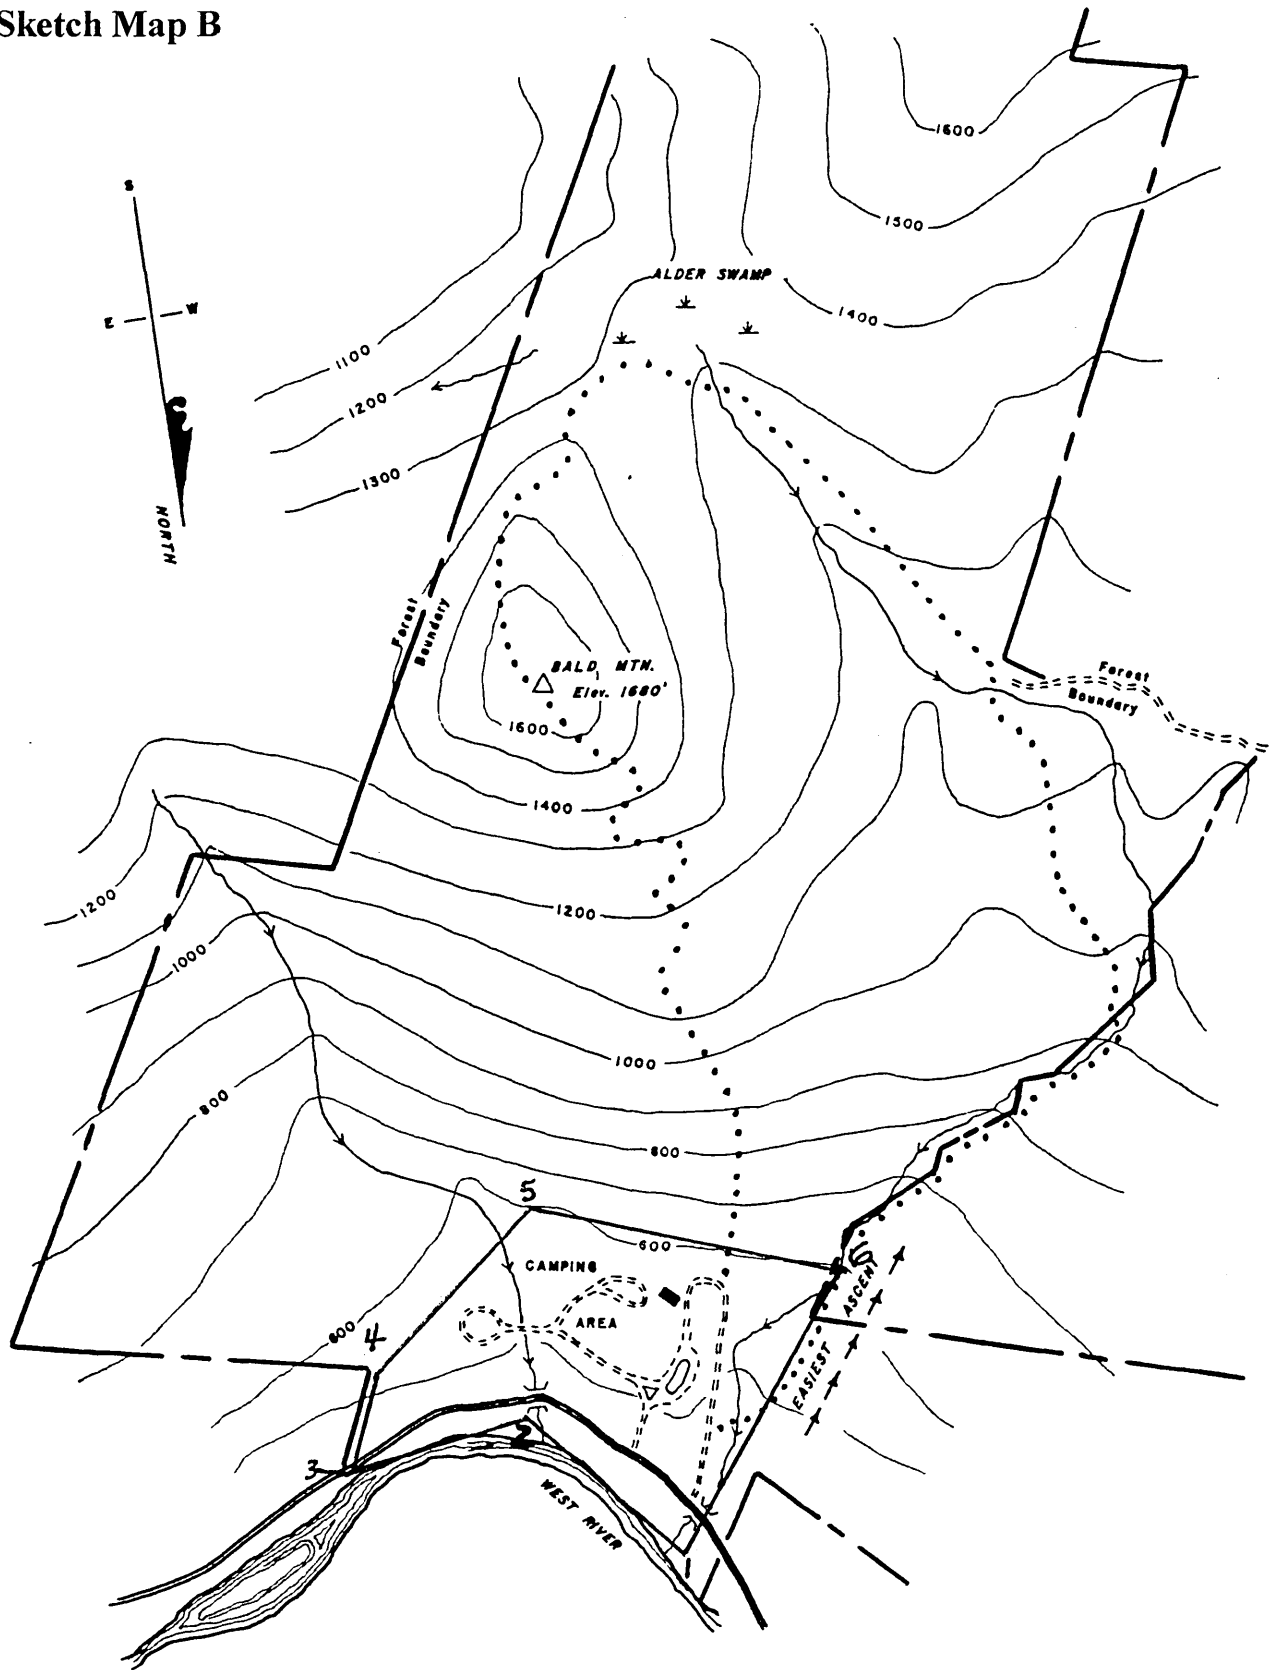 Sketch Map B
1600
S
1500
ALDER SWAMP
E
W
1400
1100
1200
1300
NORTH
Forest
Boundary
BALD MTN.
Elev. 1680'
Forest
Boundary
1600
1400
1200
1200
1000
1000
800
800
5
600
CAMPING
6
ASCENT
AREA
600
4
EASIEST
2
3
WEST RIVER